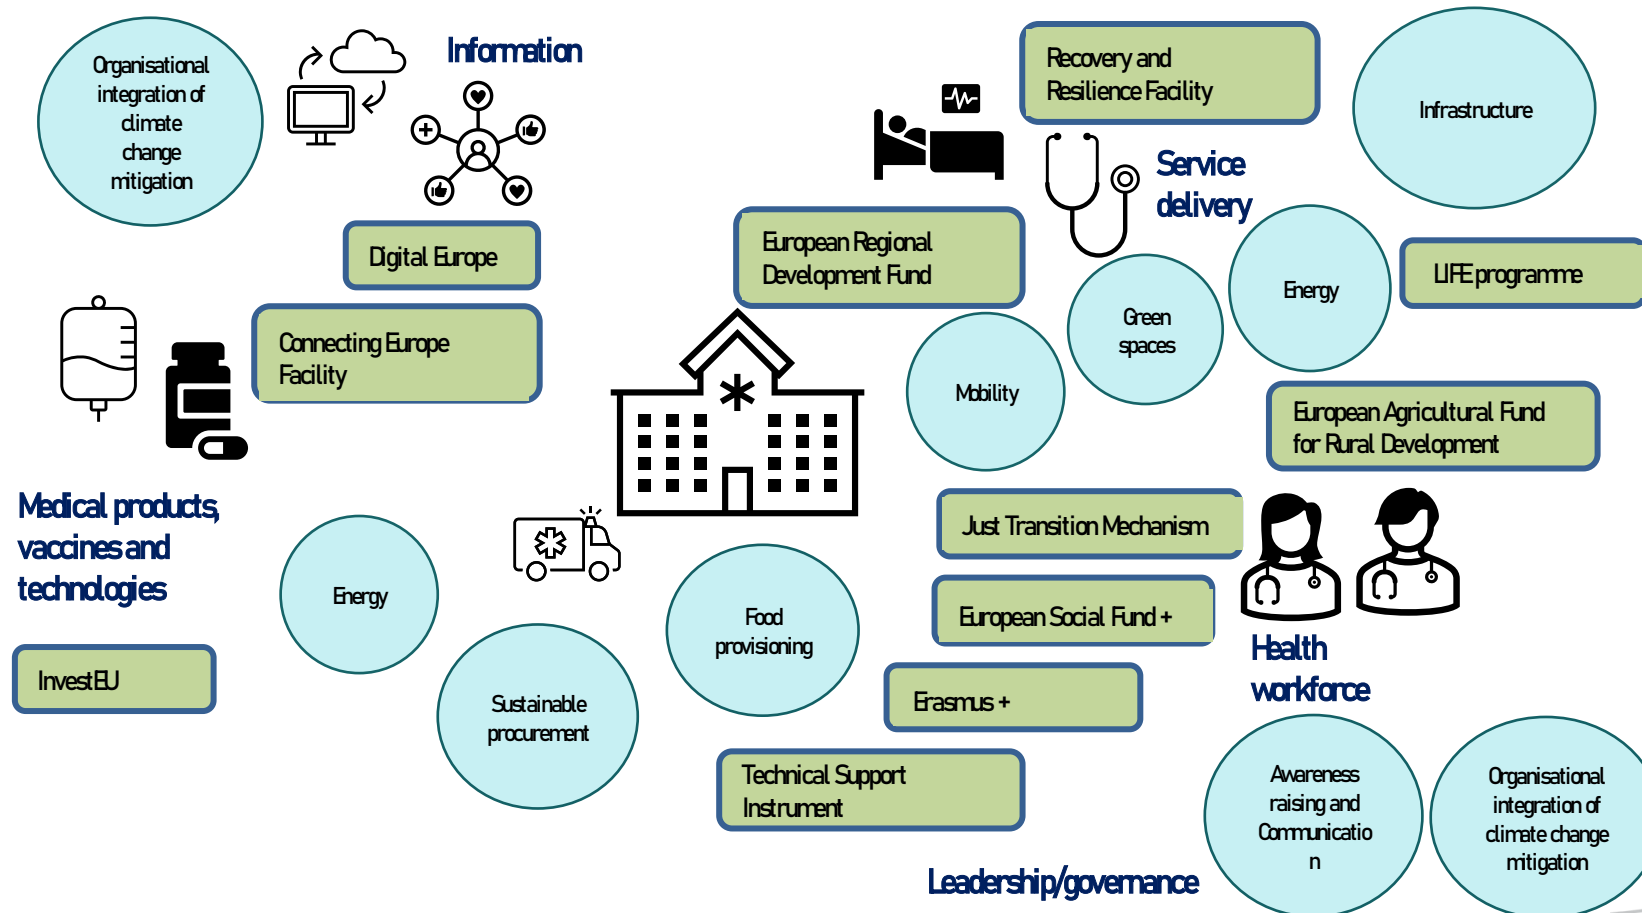 Organisational
integration of
climate
change
mitigation
Information
Recovery and
Resilience Facility
Infrastructure
Service
delivery
Digital Europe
European Regional
Development Fund
Energy
LIFE programme
Green
spaces
Connecting Europe
Facility
Mobility
European Agricultural Fund
for Rural Development
Medical products,
vaccines and
technologies
Just Transition Mechanism
Energy
Food
provisioning
European Social Fund +
Health
workforce
InvestEU
Sustainable
procurement
Erasmus +
Technical Support
Instrument
Awareness
raising and
Communicatio
n
Organisational
integration of
climate change
mitigation
Leadership/governance